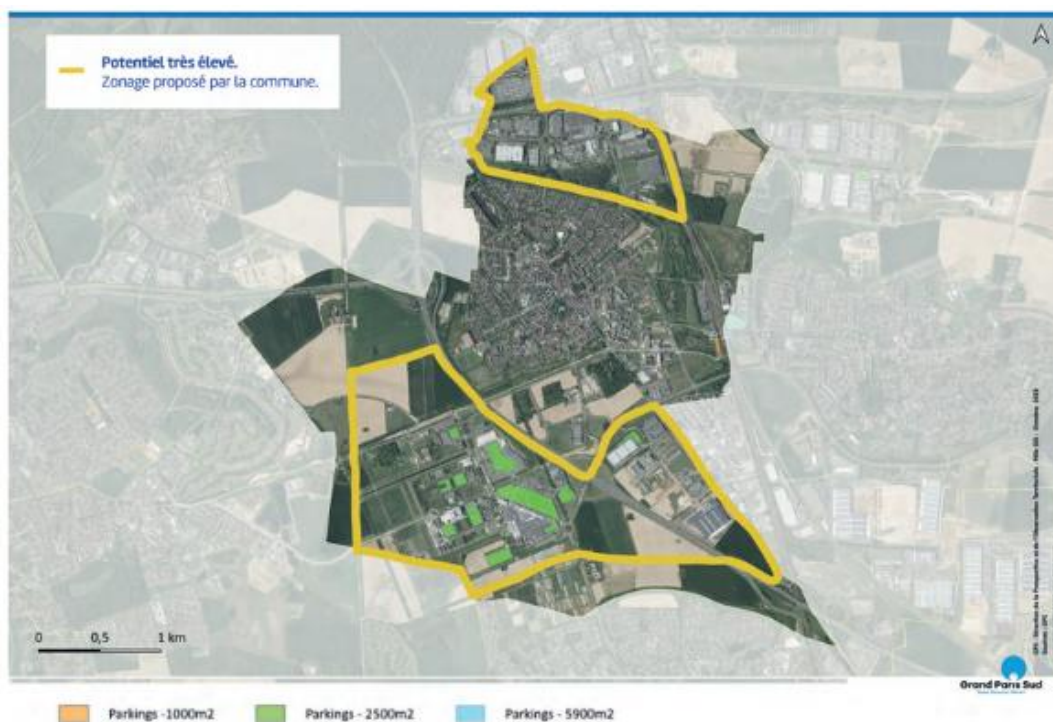 Potentiel très élevé.
Zonage proposé par la commune.
0 0,5 1 km
Grand Paris Sud
Parkings -1000m2 Parkings - 2500m2 Parkings - 5900m2